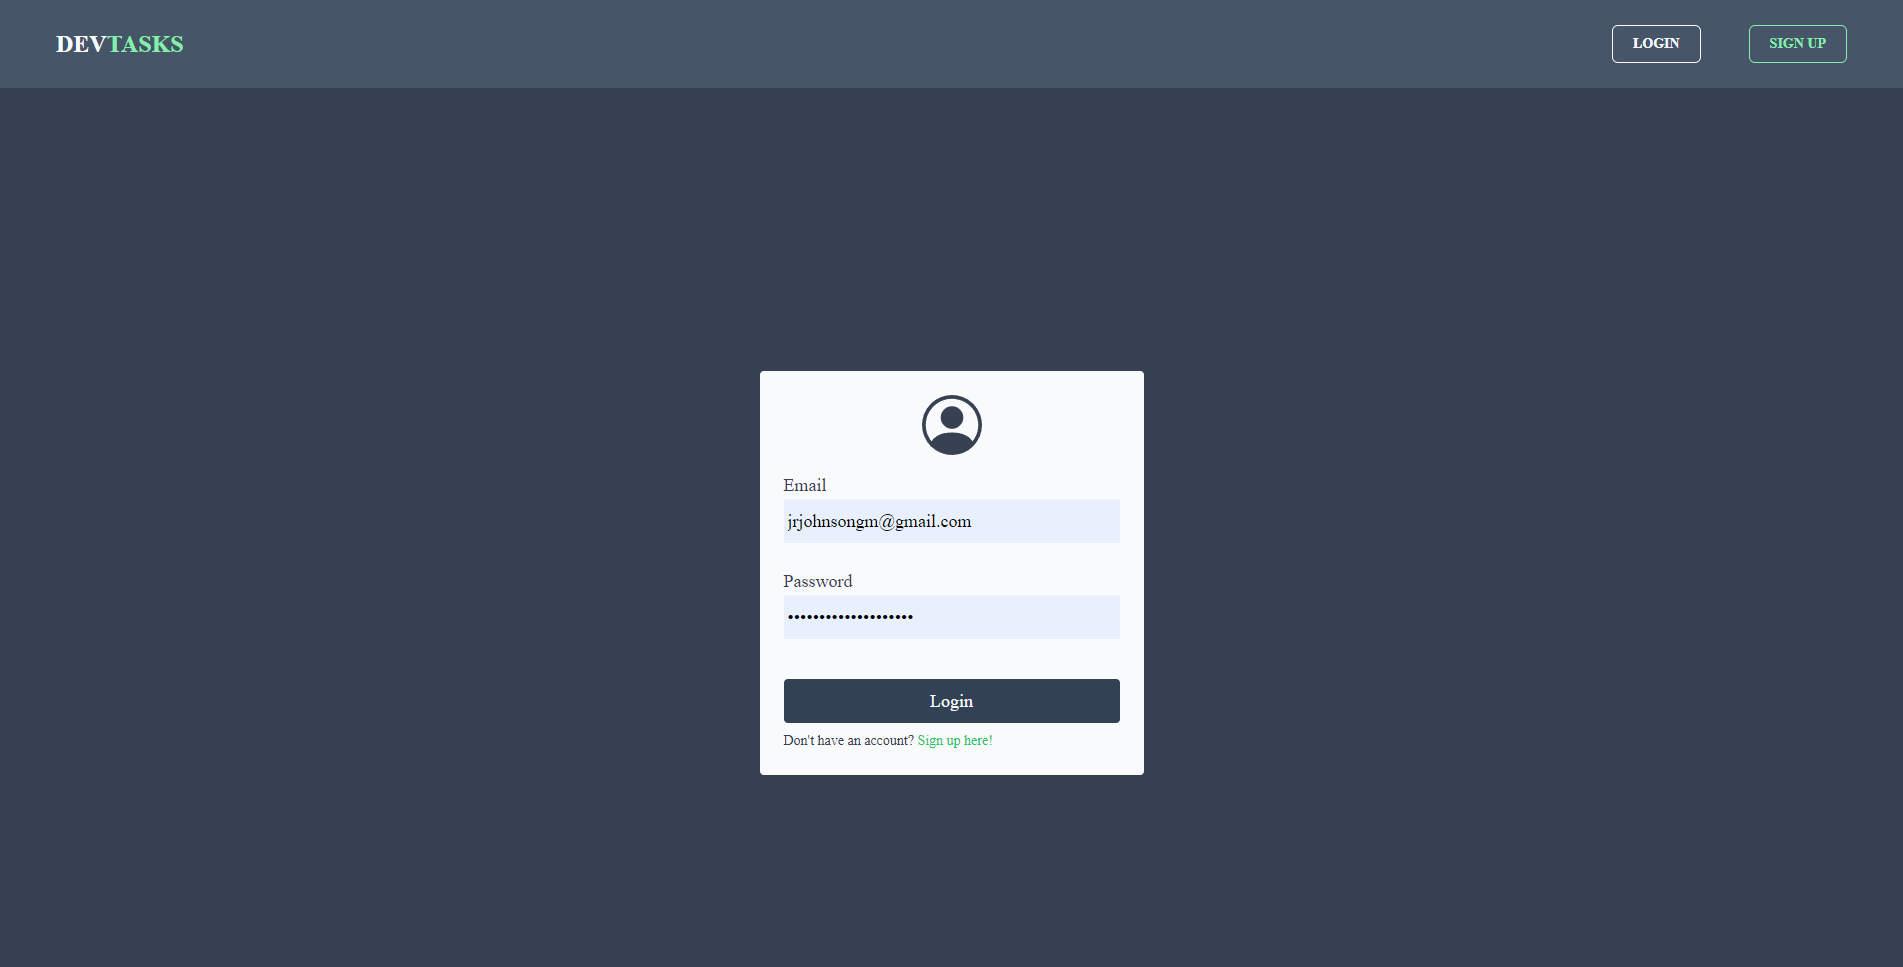 DEVTASKS
LOGIN
SIGN UP
Email
jrjohnsongm@gmail.com
Password
••••••••••••••••••••
Login
Don't have an account? Sign up here!